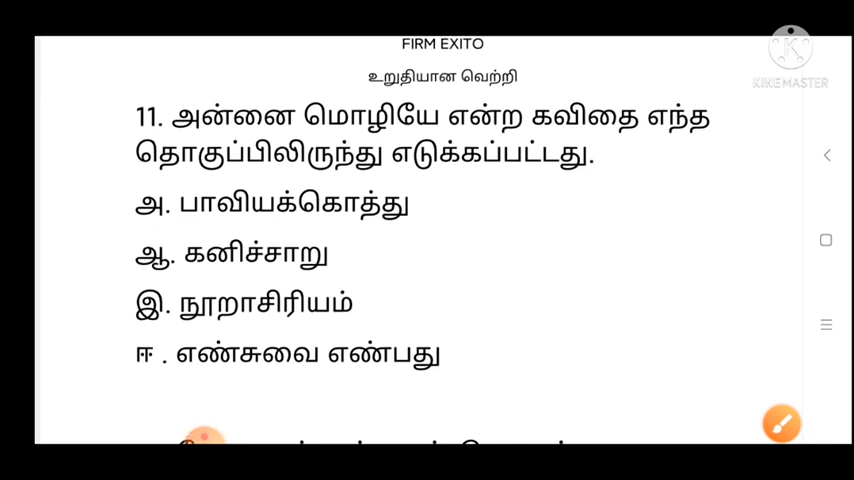 FIRM EXITO
உறுதியான வெற்றி
KINEMASTER
11. அன்னை மொழியே என்ற கவிதை எந்த
தொகுப்பிலிருந்து எடுக்கப்பட்டது.
அ. பாவியக்கொத்து
ஆ. கனிச்சாறு
இ. நூறாசிரியம்
ஈ . எண்சுவை எண்பது